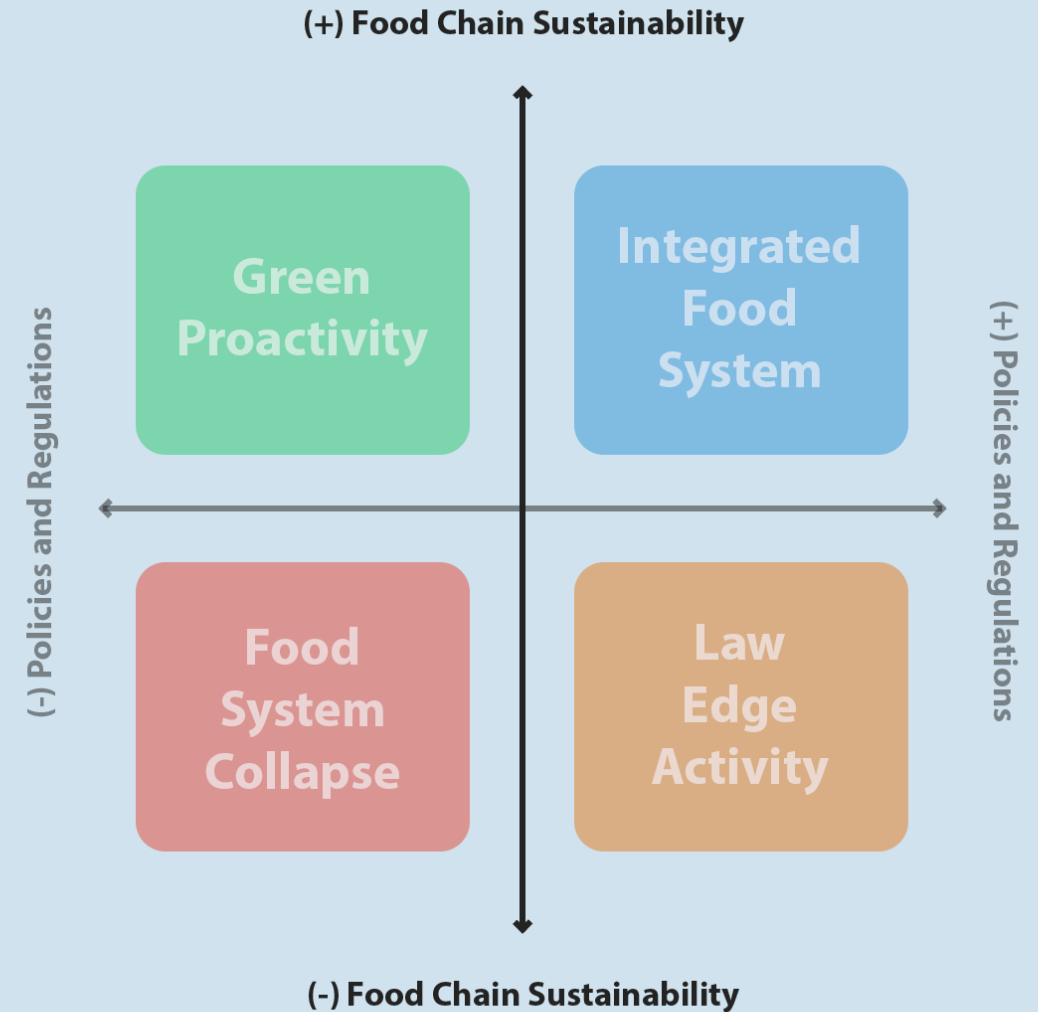 (+) Food Chain Sustainability
Green
Proactivity
Integrated
Food
System
(-) Policies and Regulations
(+) Policies and Regulations
Food
System
Collapse
Law
Edge
Activity
(-) Food Chain Sustainability